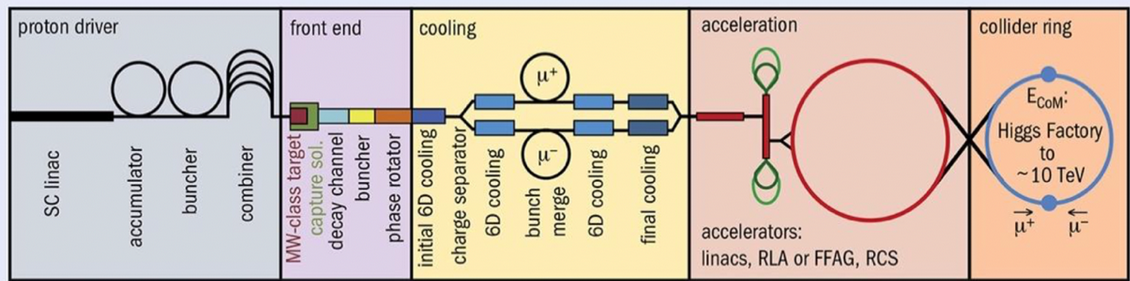 proton driver
SC linac
accumulator
buncher
combiner
front end
MW-class target
capture sol.
decay channel
buncher
phase rotator
cooling
initial 6D cooling
charge separator
6D cooling
μ+
μ−
bunch
merge
6D cooling
final cooling
acceleration
accelerators:
linacs, RLA or FFAG, RCS
collider ring
ECoM:
Higgs Factory
to
~10 TeV
μ+ μ−